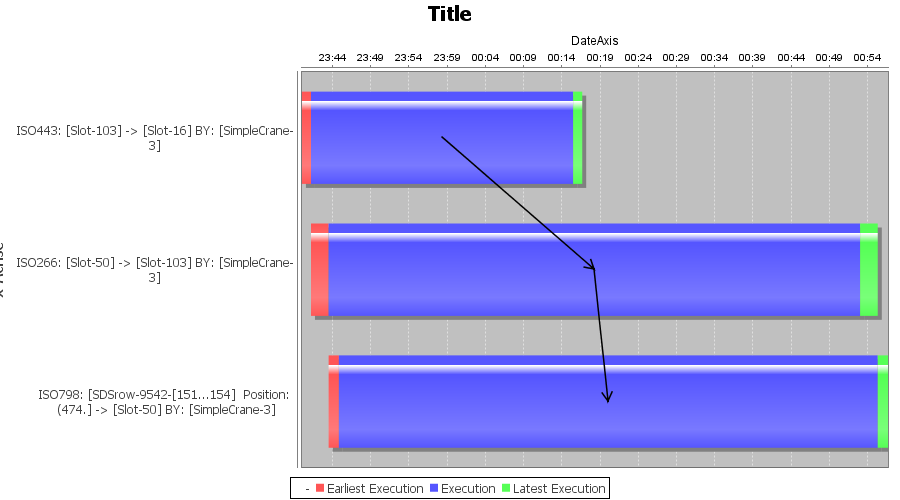 Title
DateAxis
23:44 23:49 23:54 23:59 00:04 00:09 00:14 00:19 00:24 00:29 00:34 00:39 00:44 00:49 00:54
ISO443: [Slot-103] -> [Slot-16] BY: [SimpleCrane-
3]
ISO266: [Slot-50] -> [Slot-103] BY: [SimpleCrane-
3]
ISO798: [SDSrow-9542-[151...154] Position:
(474.] -> [Slot-50] BY: [SimpleCrane-3]
- Earliest Execution Execution Latest Execution